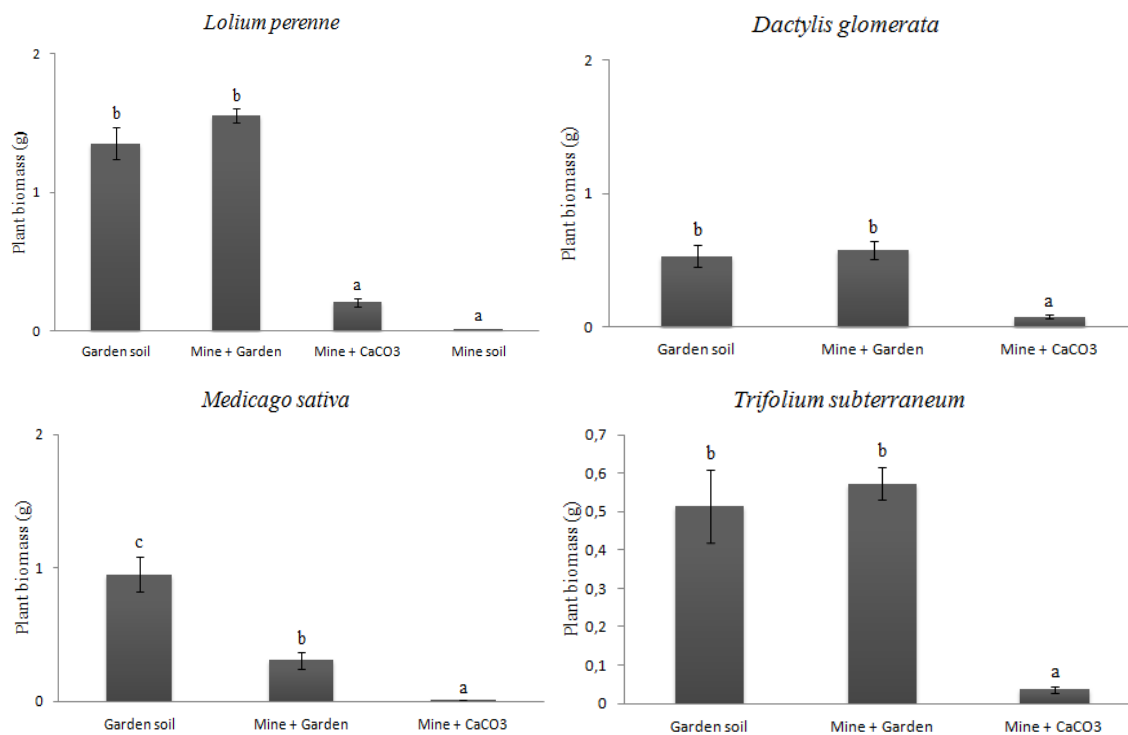 Lolium perenne
Plant biomass (g)
2
1
0
b
b
a
a
Garden soil
Mine + Garden
Mine + CaCO3
Mine soil
Dactylis glomerata
Plant biomass (g)
2
1
0
b
b
a
Garden soil
Mine + Garden
Mine + CaCO3
Medicago sativa
Plant biomass (g)
2
1
0
c
b
a
Garden soil
Mine + Garden
Mine + CaCO3
Trifolium subterraneum
Plant biomass (g)
0,7
0,6
0,5
0,4
0,3
0,2
0,1
0
b
b
a
Garden soil
Mine + Garden
Mine + CaCO3